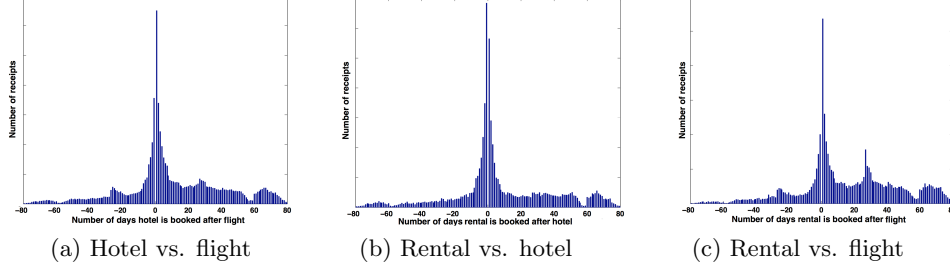 Number of receipts
−80 −60 −40 −20 0 20 40 60 80
Number of days hotel is booked after flight
(a) Hotel vs. flight
Number of receipts
−80 −60 −40 −20 0 20 40 60 80
Number of days rental is booked after hotel
(b) Rental vs. hotel
Number of receipts
−80 −60 −40 −20 0 20 40 60 80
Number of days rental is booked after flight
(c) Rental vs. flight